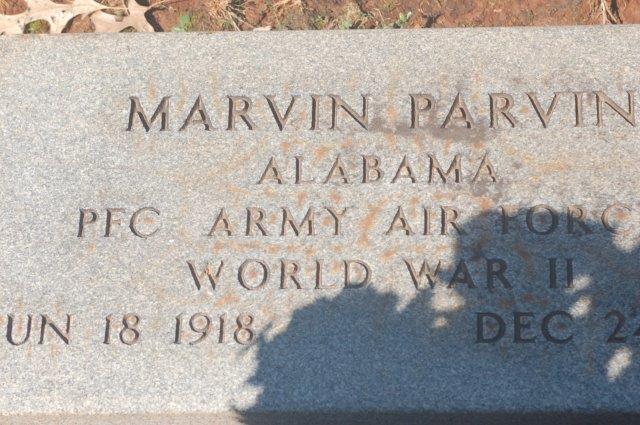 MARVIN PARVIN
ALABAMA
PFC ARMY AIR FORC
WORLD WAR II
UN 18 1918 DEC 2